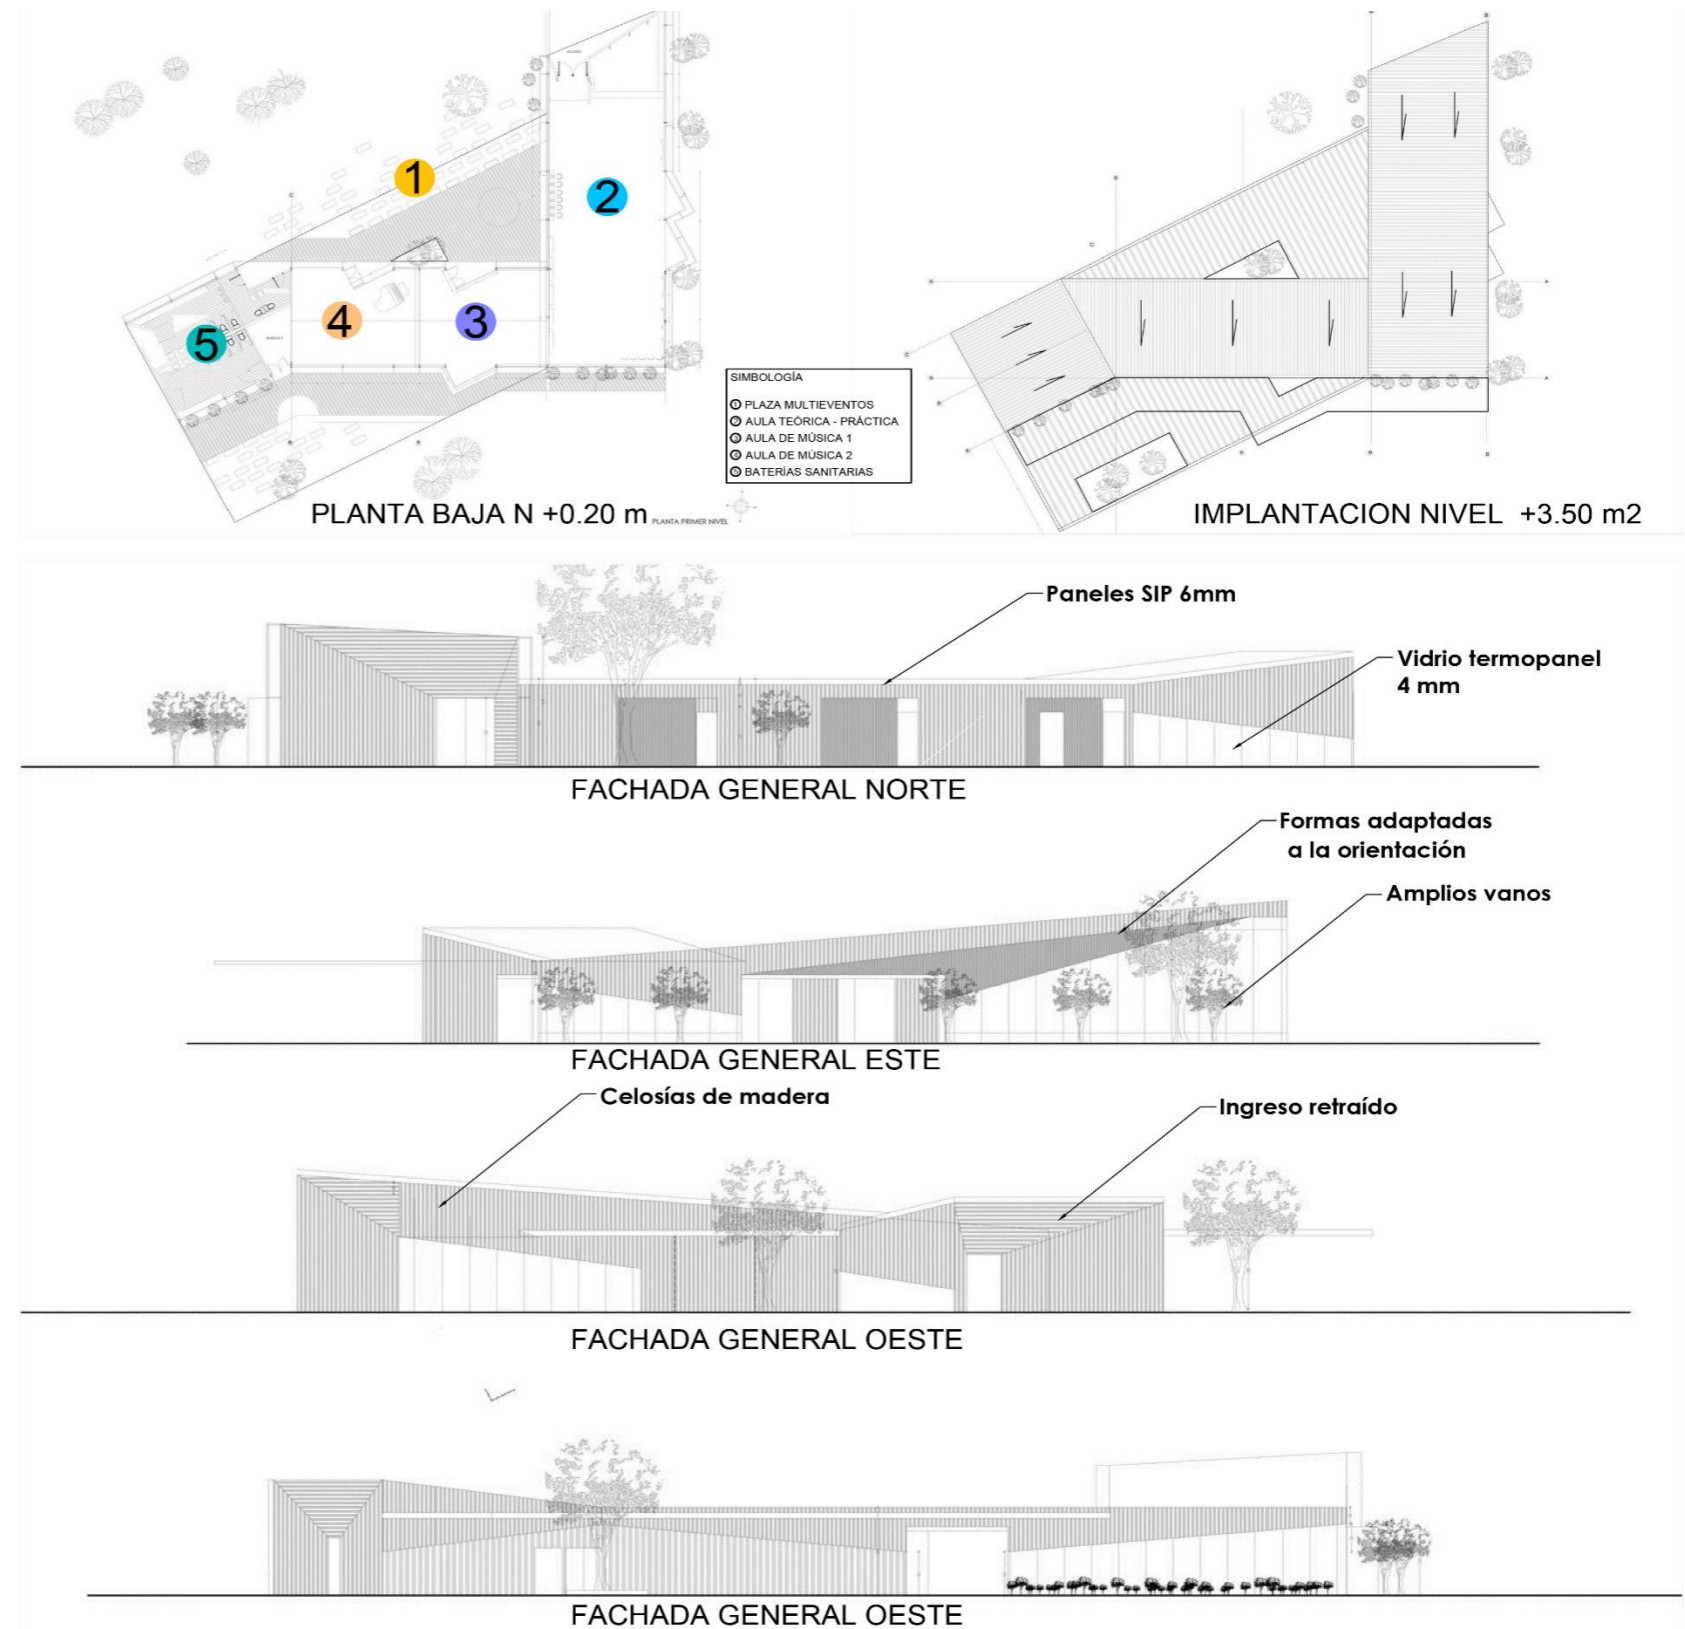 1
2
3
4
5
SIMBOLOGÍA
1 PLAZA MULTIEVENTOS
2 AULA TEÓRICA - PRÁCTICA
3 AULA DE MÚSICA 1
4 AULA DE MÚSICA 2
5 BATERÍAS SANITARIAS
PLANTA BAJA N +0.20 m
PLANTA PRIMER NIVEL
IMPLANTACION NIVEL +3.50 m2
Paneles SIP 6mm
Vidrio termopanel
4 mm
FACHADA GENERAL NORTE
Formas adaptadas
a la orientación
Amplios vanos
FACHADA GENERAL ESTE
Celosías de madera
Ingreso retraído
FACHADA GENERAL OESTE
FACHADA GENERAL OESTE